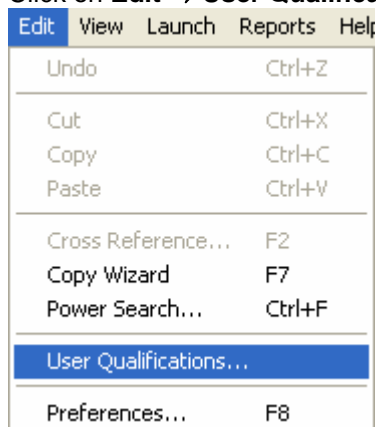 Edit View Launch Reports
Undo Ctrl+Z
Cut Ctrl+X
Copy Ctrl+C
Paste Ctrl+V
Cross Reference... F2
Copy Wizard F7
Power Search... Ctrl+F
User Qualifications...
Preferences... F8